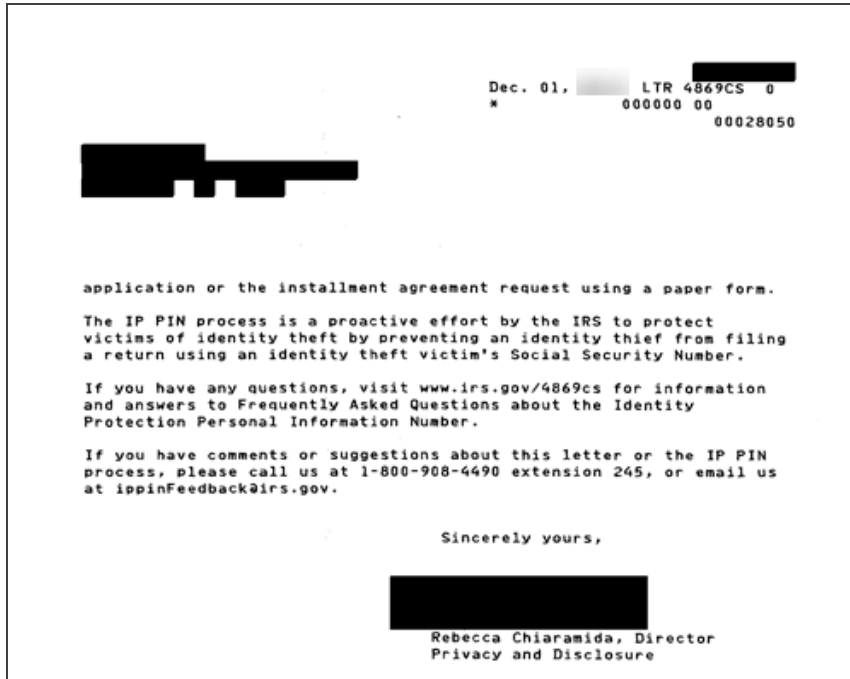 Dec. 01, LTR 4869CS 0
* 000000 00
00028050
application or the installment agreement request using a paper form.
The IP PIN process is a proactive effort by the IRS to protect
victims of identity theft by preventing an identity thief from filing
a return using an identity theft victim's Social Security Number.
If you have any questions, visit www.irs.gov/4869cs for information
and answers to Frequently Asked Questions about the Identity
Protection Personal Information Number.
If you have comments or suggestions about this letter or the IP PIN
process, please call us at 1-800-908-4490 extension 245, or email us
at ippinFeedback@irs.gov.
Sincerely yours,
Rebecca Chiaramida, Director
Privacy and Disclosure